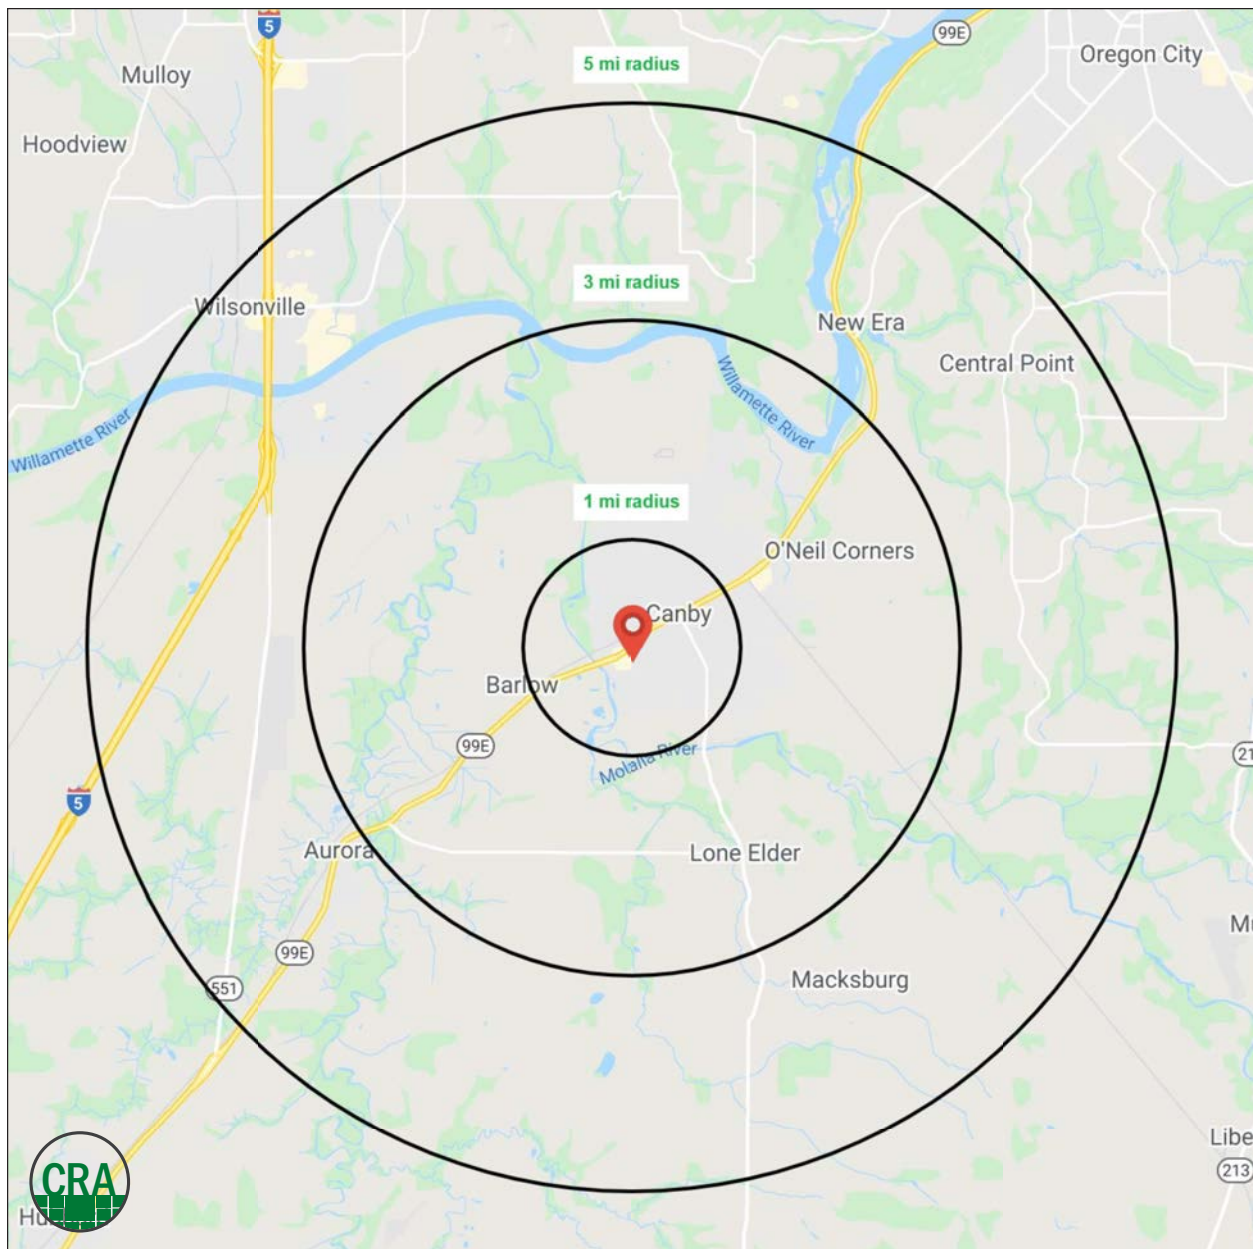 5
99E
Oregon City
5 mi radius
Mulloy
Hoodview
3 mi radius
Wilsonville
New Era
Central Point
Willamette River
Willamette River
1 mi radius
O'Neil Corners
Canby
Barlow
99E
Molalla River
21
5
Aurora
Lone Elder
Mu
99E
551
Macksburg
Libe
213
CRA
Hu